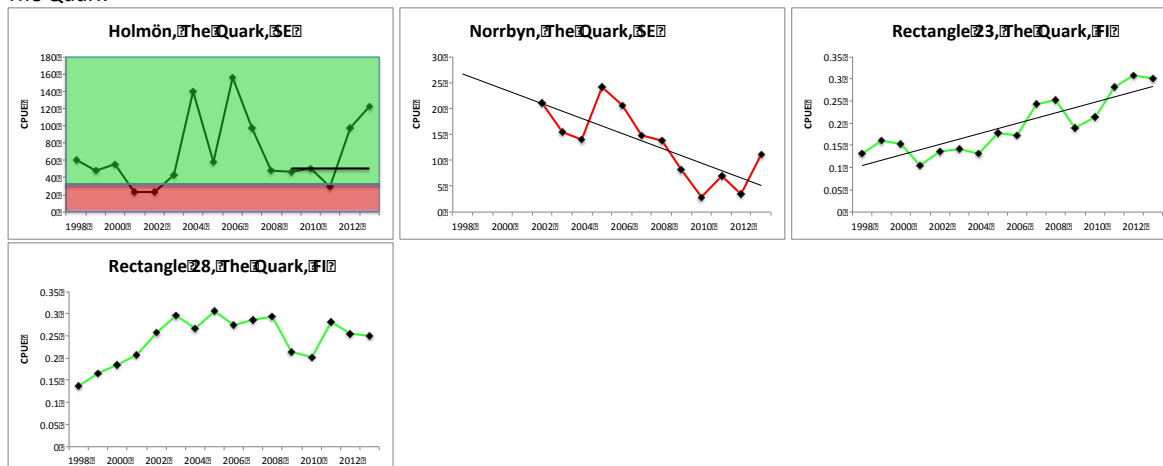 The Quark
Holmön, The Quark, SE
CPUE
180
160
140
120
100
80
60
40
20
0
1998 2000 2002 2004 2006 2008 2010 2012
Norrbyn, The Quark, SE
CPUE
30
25
20
15
10
5
0
1998 2000 2002 2004 2006 2008 2010 2012
Rectangle 23, The Quark, FI
CPUE
0.35
0.3
0.25
0.2
0.15
0.1
0.05
0
1998 2000 2002 2004 2006 2008 2010 2012
Rectangle 28, The Quark, FI
CPUE
0.35
0.3
0.25
0.2
0.15
0.1
0.05
0
1998 2000 2002 2004 2006 2008 2010 2012